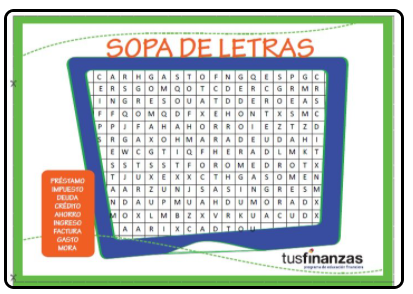 SOPA DE LETRAS
C A R H G A S T O F N G Q E S P G C
E R S G O M Q O T C D E R C G R M R
I N G R E S O U A T D D E R O E A S
F F Q O M Q D F X E H O N T X S M C
P P J F A H A H O R R O I E Z T Z D
S R G A X O H M A R A D E U D A H I
E W C G T I Q F H E R A D L M K T
S S T S S T F O R O M E D R O T X
T J U X E X X C T H G A S O M E N
A A R Z U N J S A S I N G R E S M
N D A U P M U A H D U M O R A D X
M O X L M B Z X V R K U A C U D X
A A R I X C A D T O U
PRÉSTAMO
IMPUESTO
DEUDA
CRÉDITO
AHORRO
INGRESO
FACTURA
GASTO
MORA
tusfinanzas
programa de educación financiera